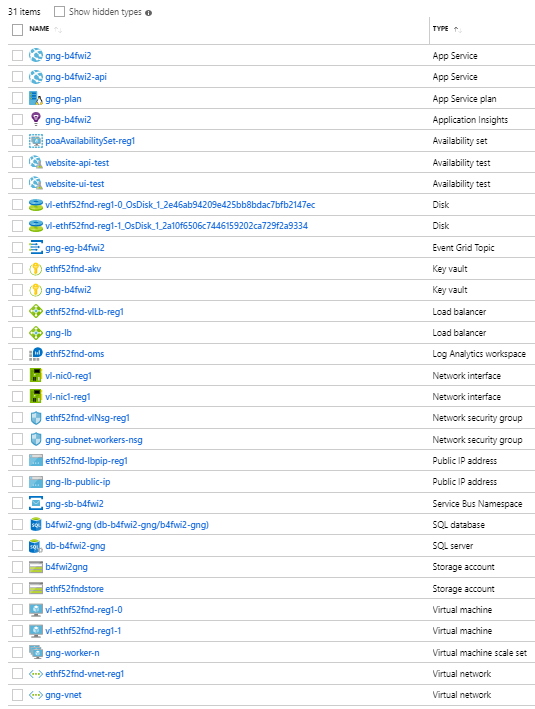 31 items Show hidden types
NAME TYPE
gng-b4fwi2 App Service
gng-b4fwi2-api App Service
gng-plan App Service plan
gng-b4fwi2 Application Insights
poaAvailabilitySet-reg1 Availability set
website-api-test Availability test
website-ui-test Availability test
vl-ethf52fnd-reg1-0_OsDisk_1_2e46ab94209e425bb8bdac7bfb2147ec Disk
vl-ethf52fnd-reg1-1_OsDisk_1_2a10f6506c7446159202ca729f2a9334 Disk
gng-eg-b4fwi2 Event Grid Topic
ethf52fnd-akv Key vault
gng-b4fwi2 Key vault
ethf52fnd-vlLb-reg1 Load balancer
gng-lb Load balancer
ethf52fnd-oms Log Analytics workspace
vl-nic0-reg1 Network interface
vl-nic1-reg1 Network interface
ethf52fnd-vlNsg-reg1 Network security group
gng-subnet-workers-nsg Network security group
ethf52fnd-lbpip-reg1 Public IP address
gng-lb-public-ip Public IP address
gng-sb-b4fwi2 Service Bus Namespace
b4fwi2-gng (db-b4fwi2-gng/b4fwi2-gng) SQL database
db-b4fwi2-gng SQL server
b4fwi2gng Storage account
ethf52fndstore Storage account
vl-ethf52fnd-reg1-0 Virtual machine
vl-ethf52fnd-reg1-1 Virtual machine
gng-worker-n Virtual machine scale set
ethf52fnd-vnet-reg1 Virtual network
gng-vnet Virtual network